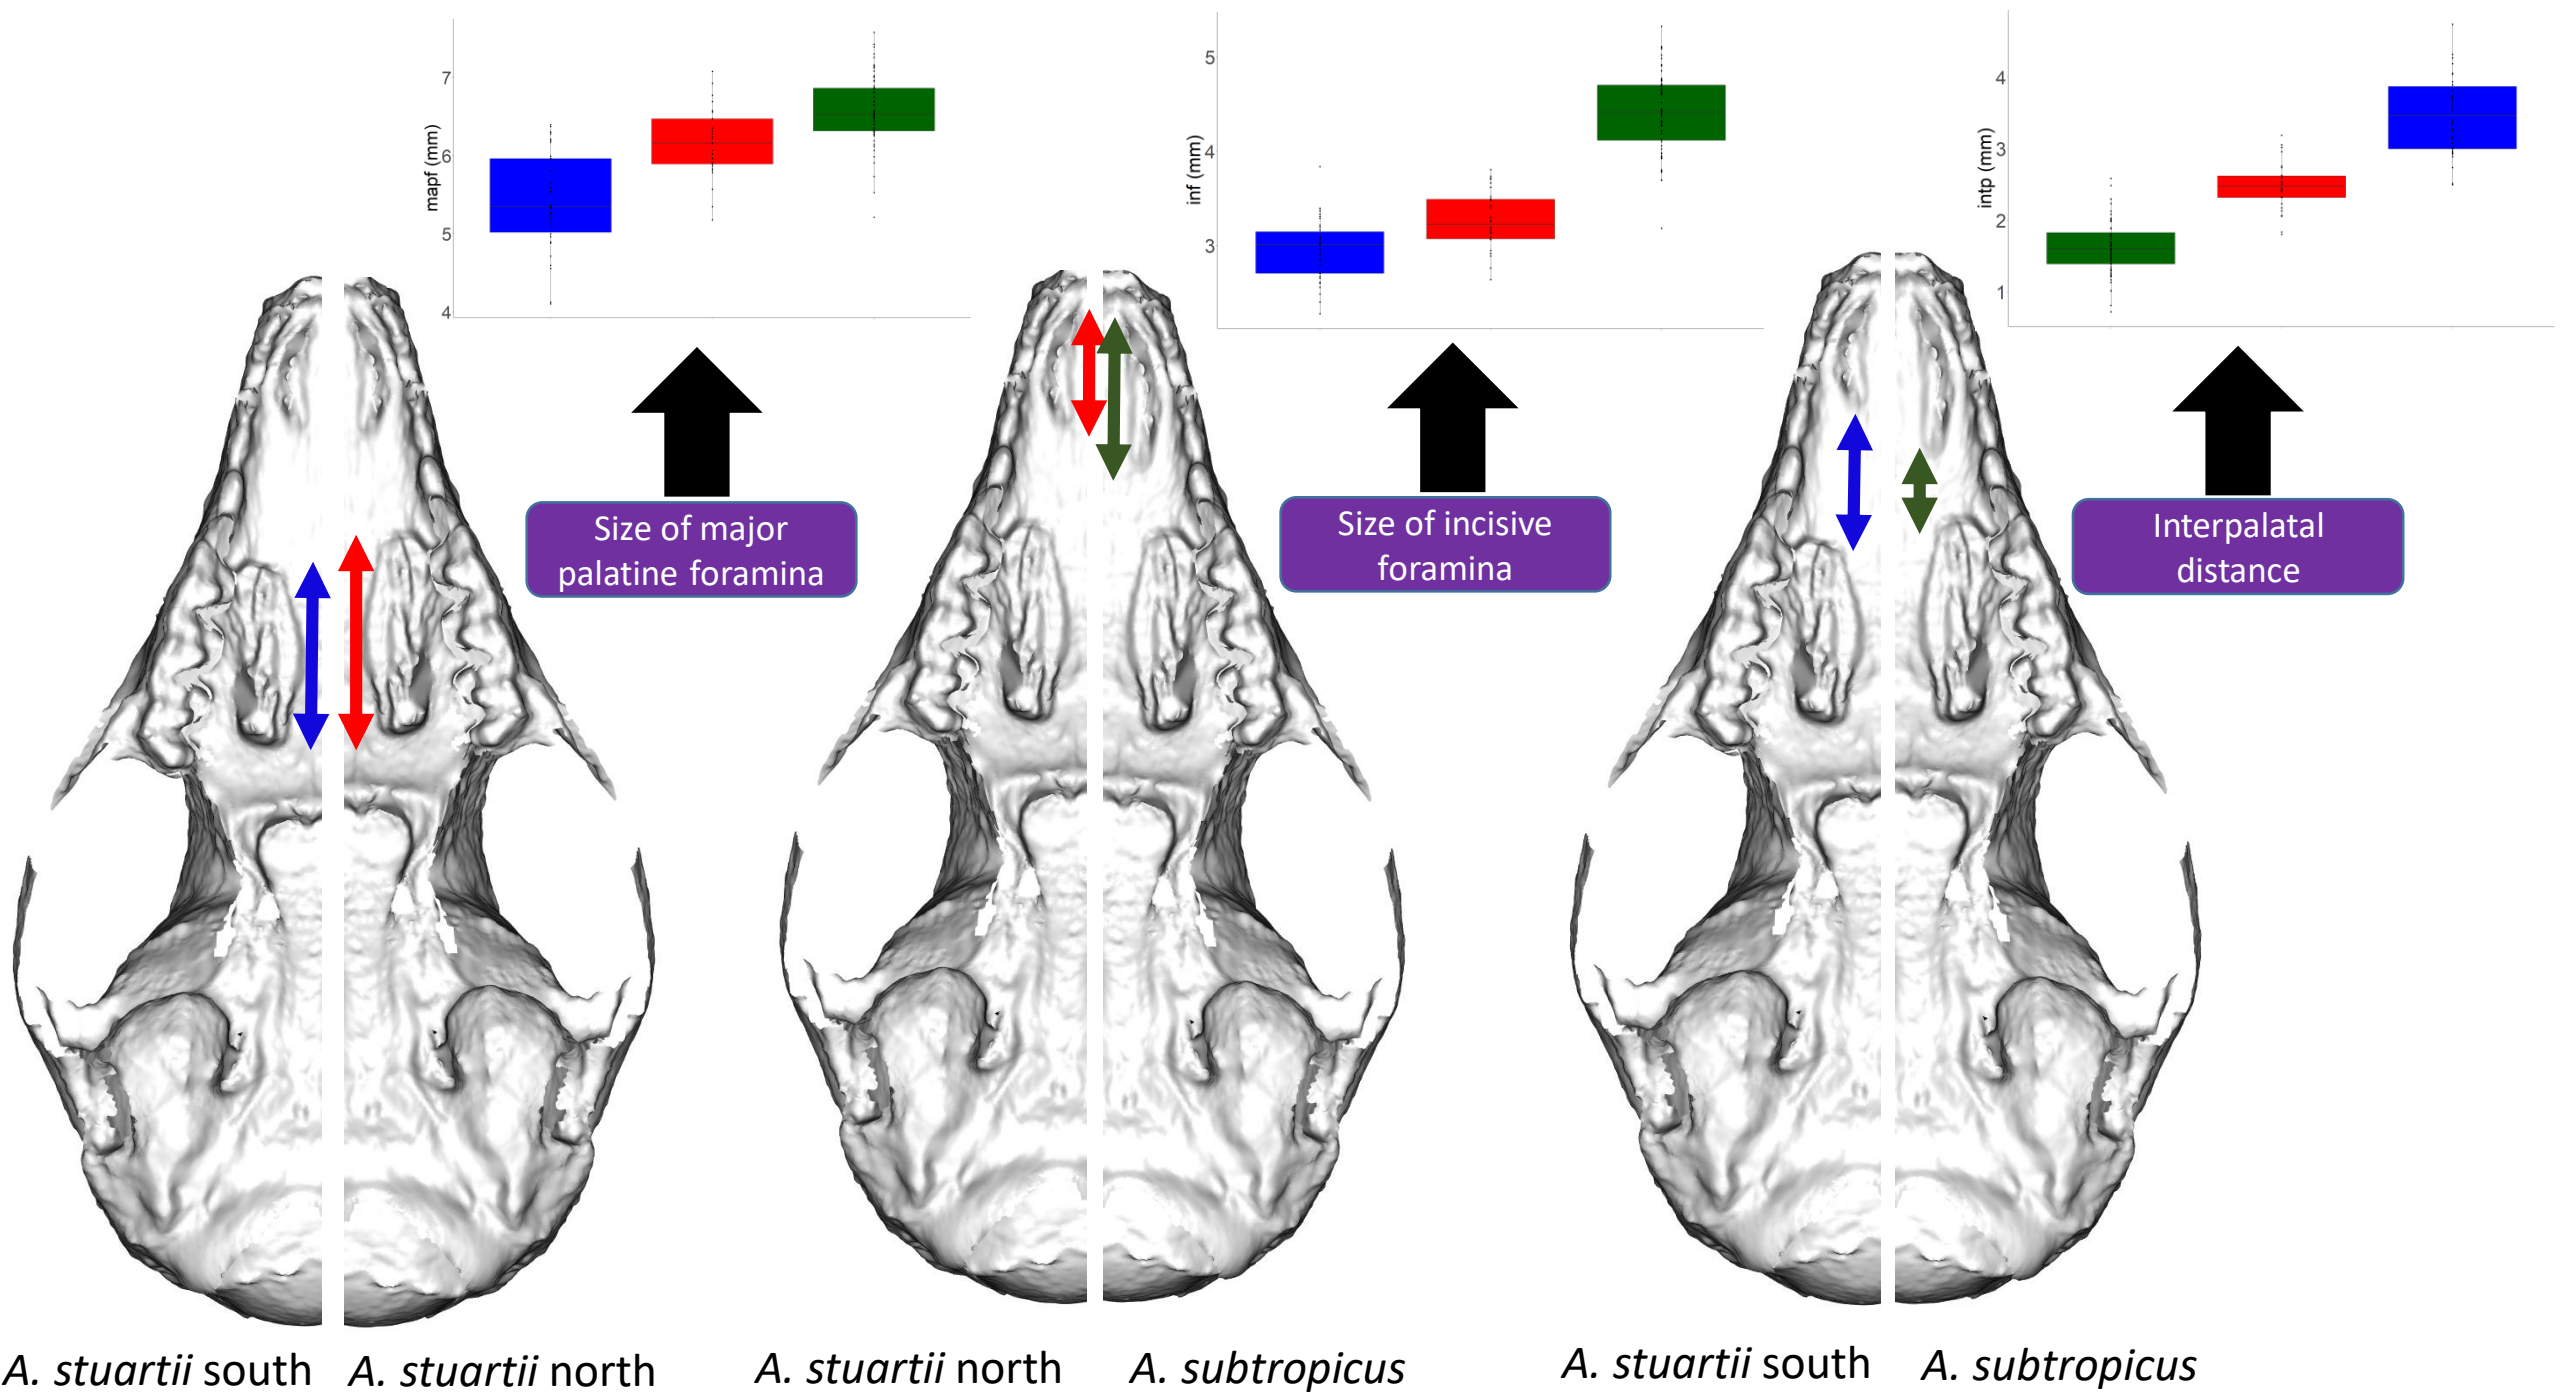 7
6
5
4
mapf (mm)
5
4
3
inf (mm)
4
3
2
1
intp (mm)
Size of major
palatine foramina
Size of incisive
foramina
Interpalatal
distance
A. stuartii south
A. stuartii north
A. stuartii north
A. subtropicus
A. stuartii south
A. subtropicus